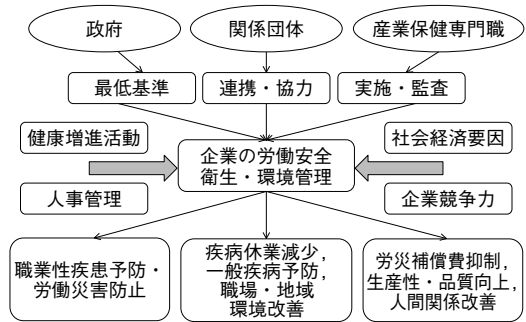 政府
関係団体
産業保健専門職
最低基準
連携・協力
実施・監査
健康増進活動
社会経済要因
企業の労働安全
衛生・環境管理
人事管理
企業競争力
職業性疾患予防・
労働災害防止
疾病休業減少,
一般疾病予防,
職場・地域
環境改善
労災補償費抑制,
生産性・品質向上,
人間関係改善